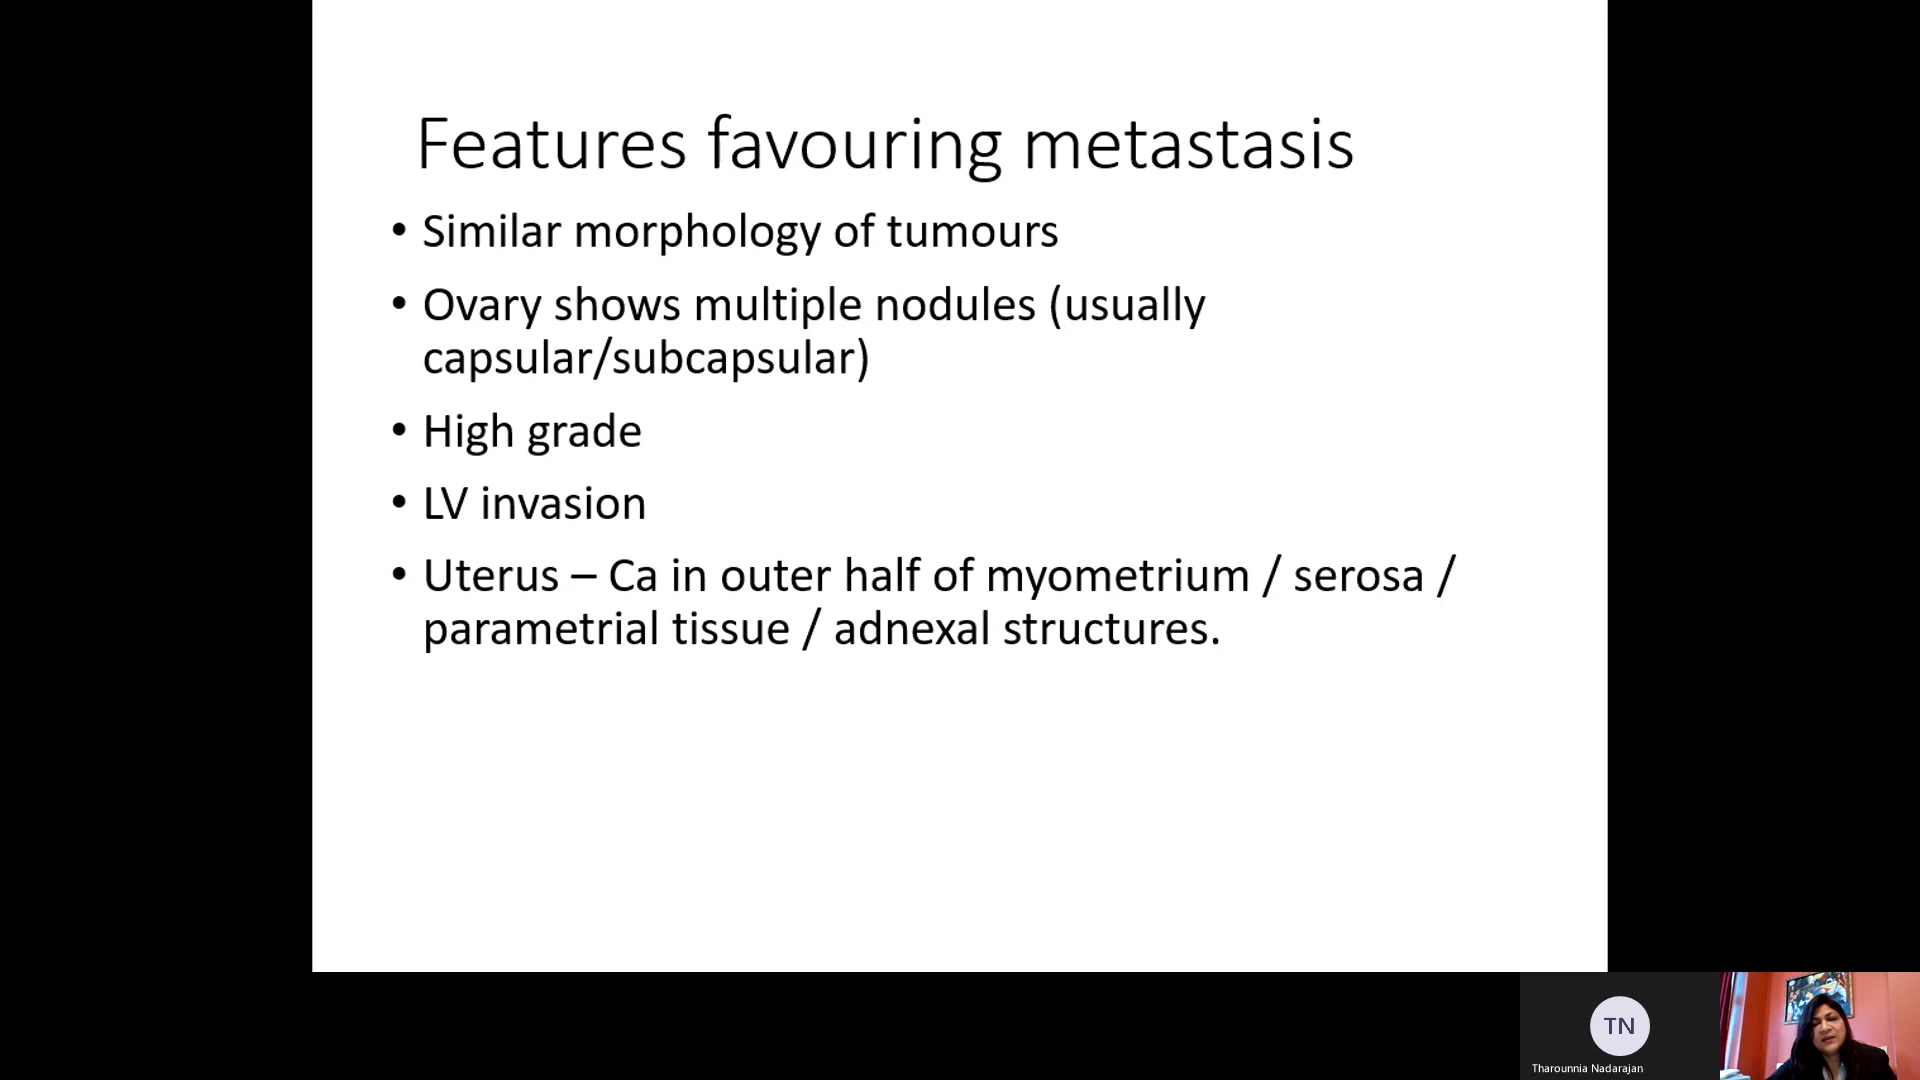 Features favouring metastasis
• Similar morphology of tumours
• Ovary shows multiple nodules (usually
capsular/subcapsular)
• High grade
• LV invasion
• Uterus – Ca in outer half of myometrium / serosa /
parametrial tissue / adnexal structures.
TN
Tharounnia Nadarajan